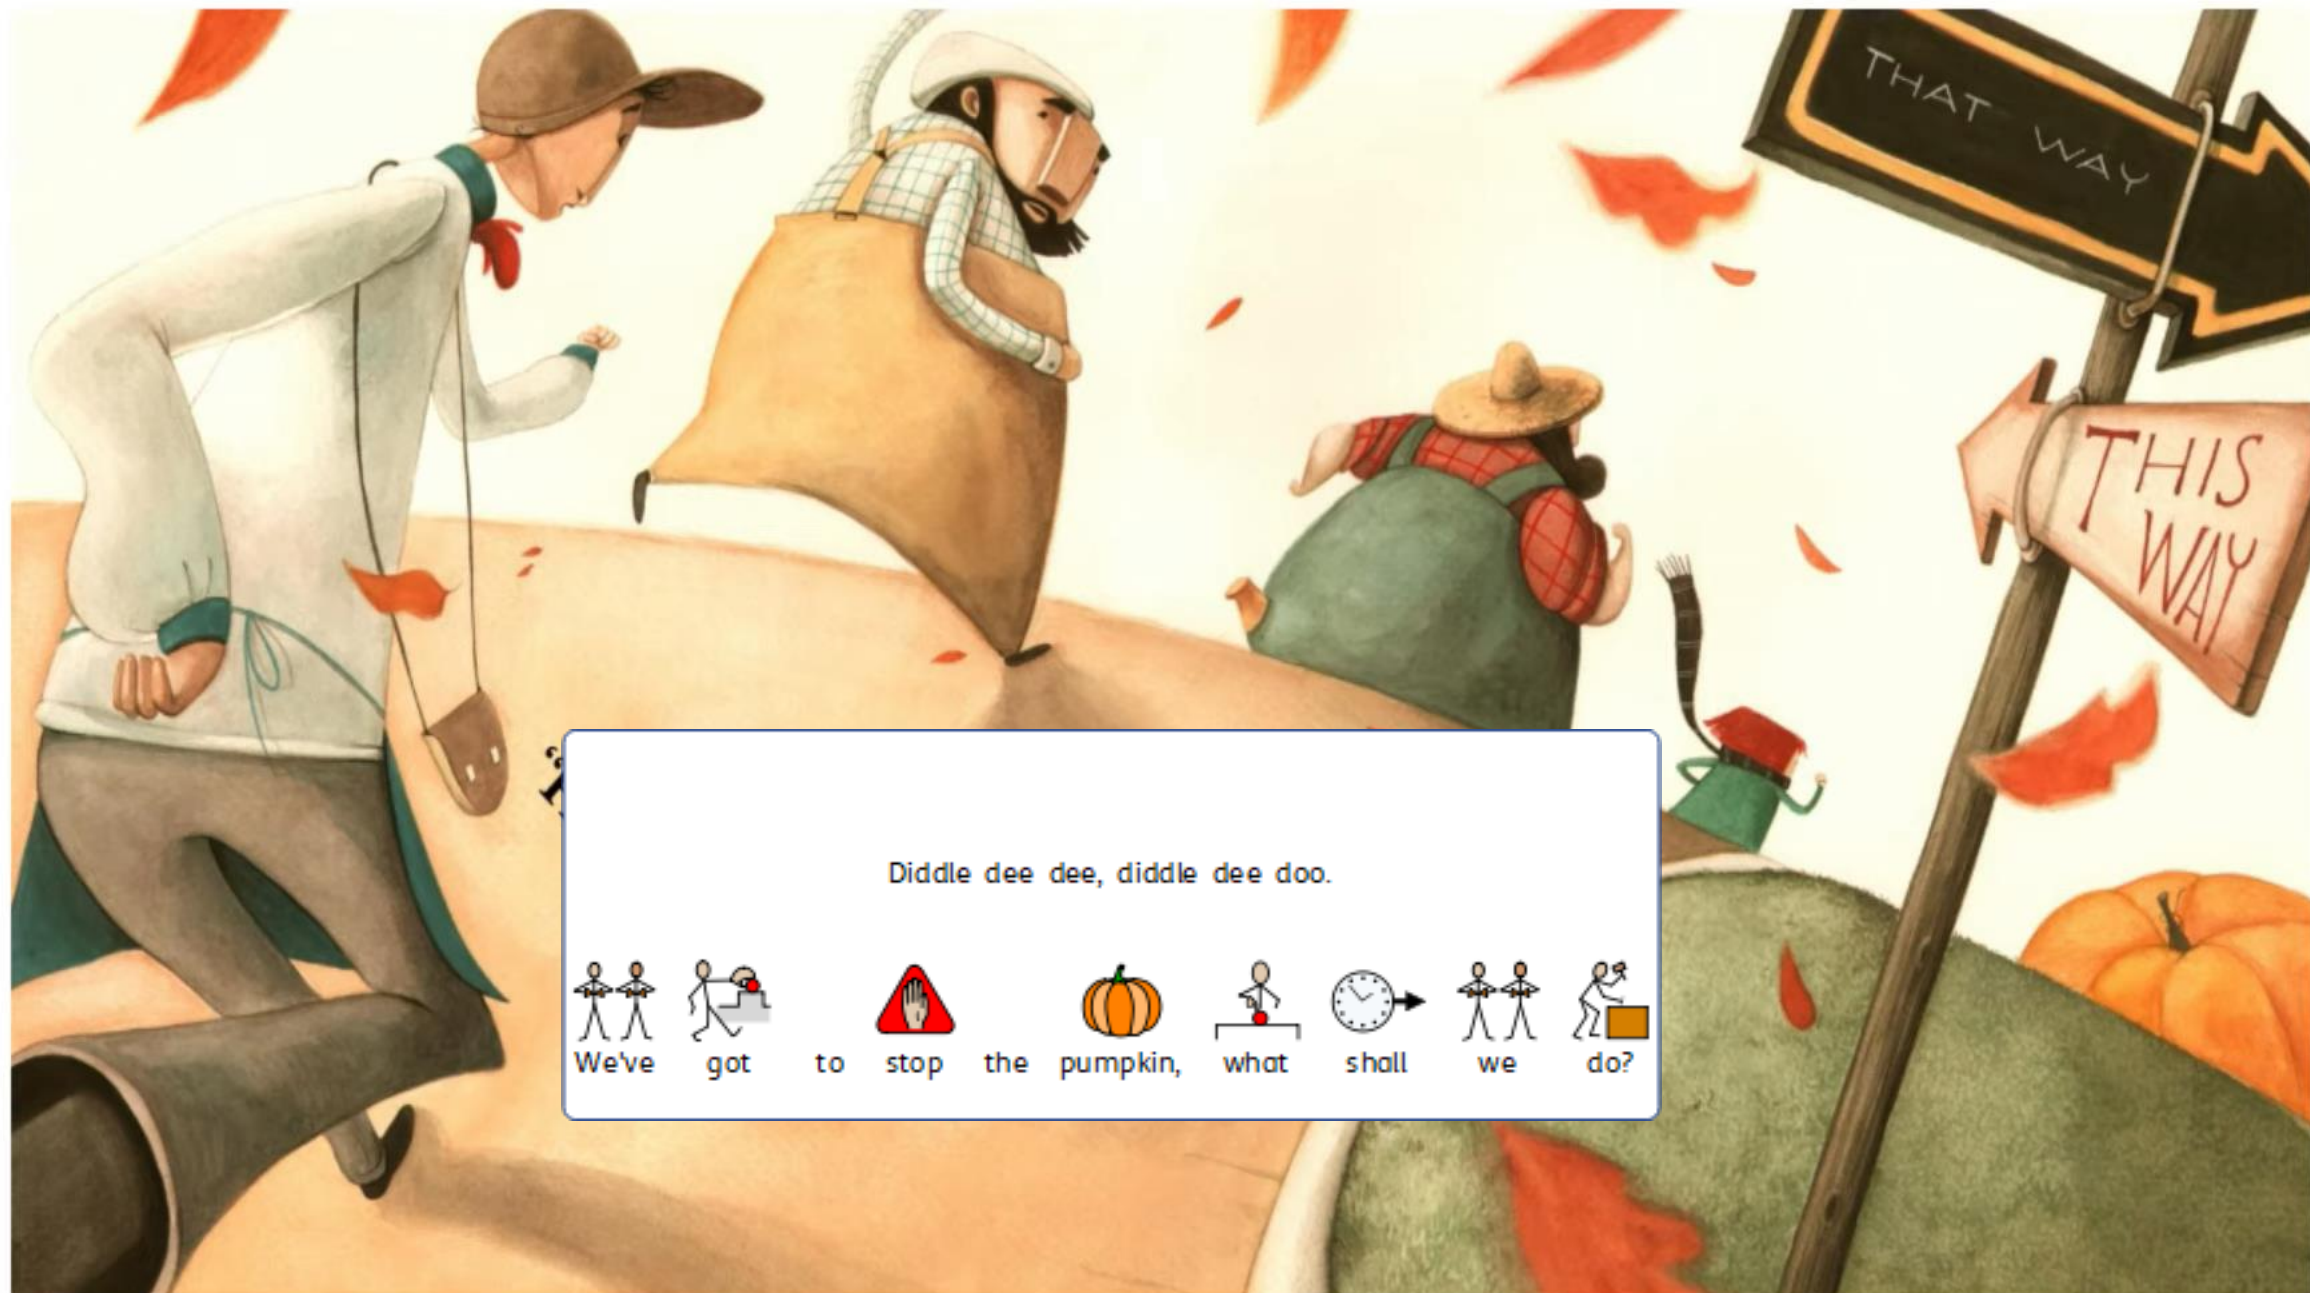 THAT WAY
THIS
WAY
Diddle dee dee, diddle dee doo.
We've got to stop the pumpkin, what shall we do?